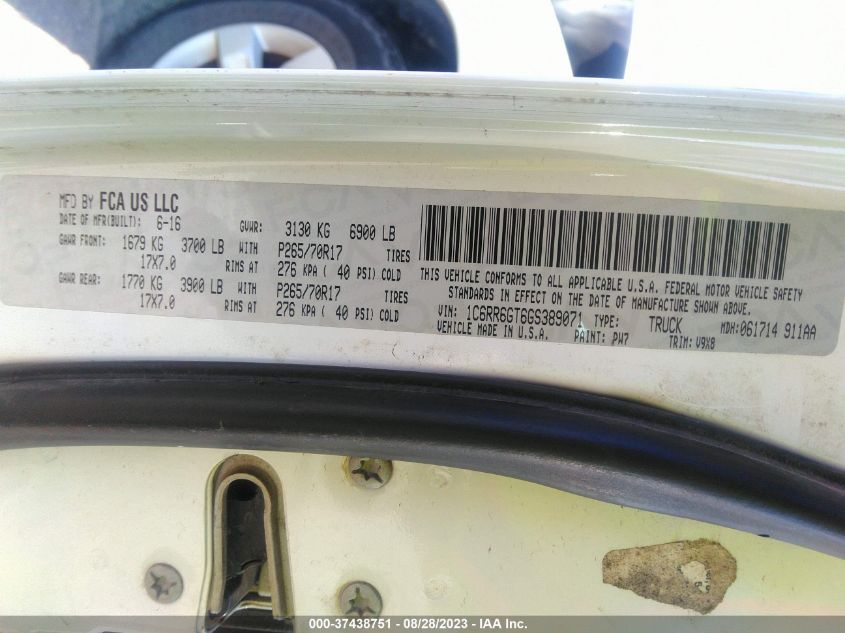 MFD BY FCA US LLC
DATE OF MFR(BUILT): 6-16 GVWR: 3130 KG 6900 LB
GAWR FRONT: 1679 KG 3700 LB WITH P265/70R17 TIRES
17X7.0 RIMS AT 276 KPA ( 40 PSI) COLD
GAWR REAR: 1770 KG 3900 LB WITH P265/70R17 TIRES
17X7.0 RIMS AT 276 KPA ( 40 PSI) COLD
THIS VEHICLE CONFORMS TO ALL APPLICABLE U.S.A. FEDERAL MOTOR VEHICLE SAFETY
STANDARDS IN EFFECT ON THE DATE OF MANUFACTURE SHOWN ABOVE.
VIN: 1C6RR6GT6GS389071 TYPE: TRUCK MDH: 061714 911AA
VEHICLE MADE IN U.S.A. PAINT: PW7 TRIM: V9X8
000-37438751 - 08/28/2023 - IAA Inc.